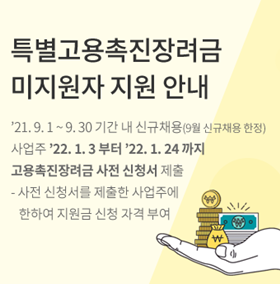 특별고용촉진장려금
미지원자 지원 안내
’21. 9. 1 ~ 9. 30 기간 내 신규채용(9월 신규채용 한정)
사업주 ’22. 1. 3 부터 ’22. 1. 24 까지
고용촉진장려금 사전 신청서 제출
- 사전 신청서를 제출한 사업주에
한하여 지원금 신청 자격 부여